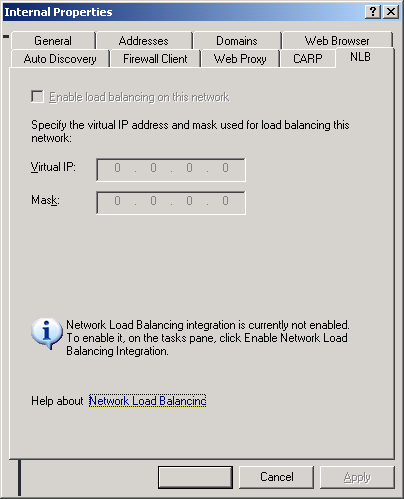 Internal Properties
General Addresses Domains Web Browser
Auto Discovery Firewall Client Web Proxy CARP NLB
Enable load balancing on this network
Specify the virtual IP address and mask used for load balancing this
network:
Virtual IP: 0 . 0 . 0 . 0
Mask: 0 . 0 . 0 . 0
Network Load Balancing integration is currently not enabled.
To enable it, on the tasks pane, click Enable Network Load
Balancing Integration.
Help about Network Load Balancing
Cancel Apply